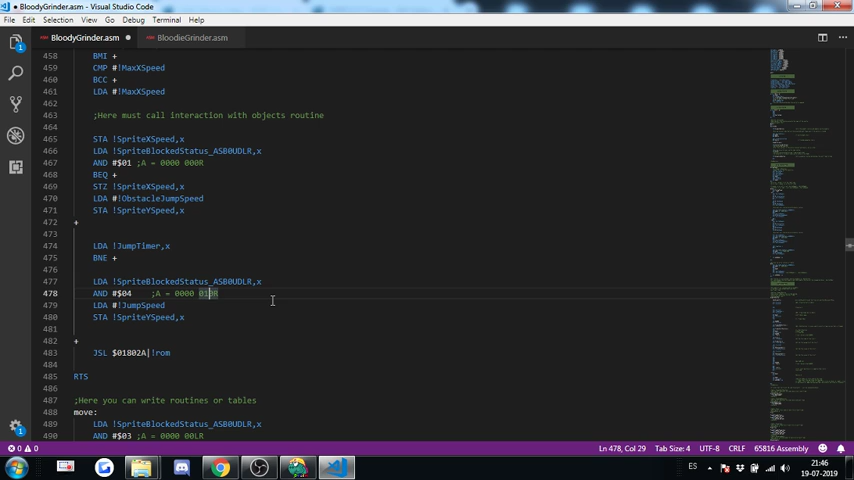 BloodyGrinder.asm - Visual Studio Code
File Edit Selection View Go Debug Terminal Help
BloodyGrinder.asm BloodieGrinder.asm
458 BMI +
459 CMP #!MaxXSpeed
460 BCC +
461 LDA #!MaxXSpeed
462
463 ;Here must call interaction with objects routine
464
465 STA !SpriteXSpeed,x
466 LDA !SpriteBlockedStatus_ASB0UDLR,x
467 AND #$01 ;A = 0000 000R
468 BEQ +
469 STZ !SpriteXSpeed,x
470 LDA #!ObstacleJumpSpeed
471 STA !SpriteYSpeed,x
472 +
473
474 LDA !JumpTimer,x
475 BNE +
476
477 LDA !SpriteBlockedStatus_ASB0UDLR,x
478 AND #$04 ;A = 0000 010R
479 LDA #!JumpSpeed
480 STA !SpriteYSpeed,x
481
482 +
483 JSL $01802A|!rom
484
485 RTS
486
487 ;Here you can write routines or tables
488 move:
489 LDA !SpriteBlockedStatus_ASB0UDLR,x
490 AND #$03 ;A = 0000 00LR
0 0 Ln 478, Col 29 Tab Size: 4 UTF-8 CRLF 65816 Assembly
ES 21:46
19-07-2019